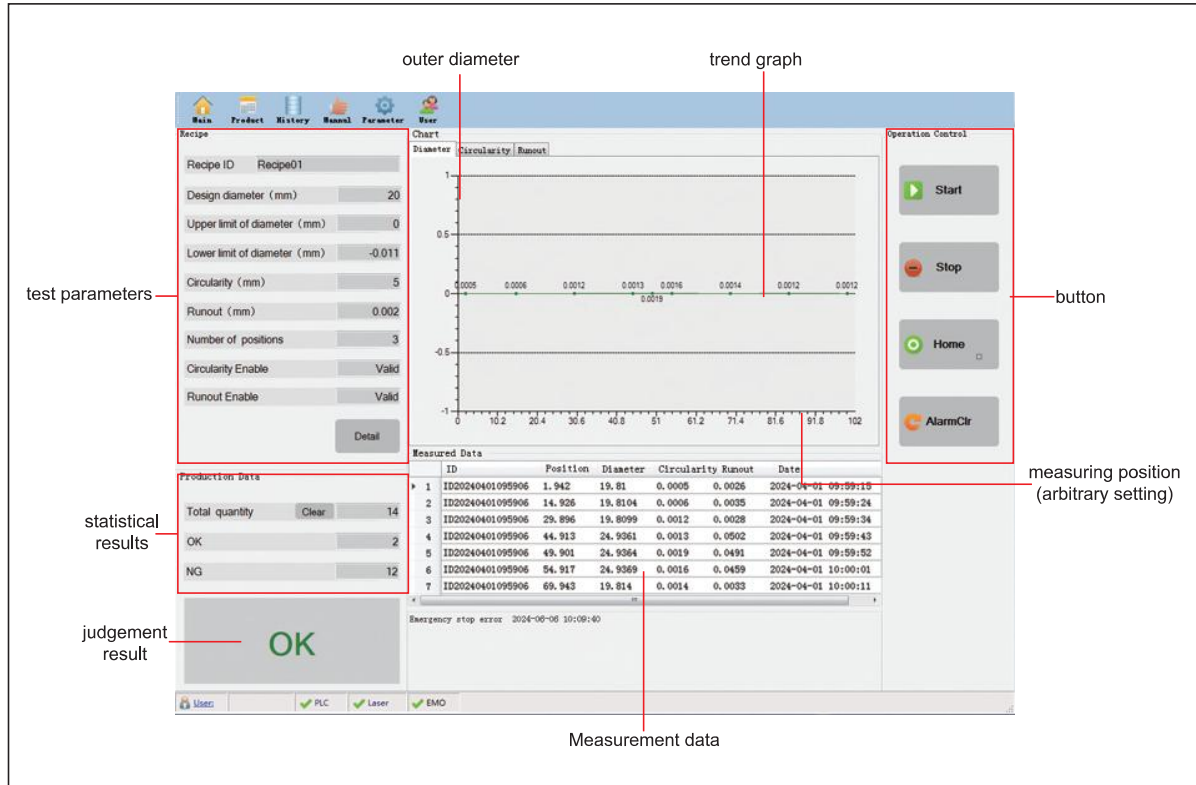 outer diameter
trend graph
Main Product History Mannul Parameter User
Recipe
Recipe ID Recipe01
Design diameter (mm) 20
Upper limit of diameter (mm) 0
Lower limit of diameter (mm) -0.011
Circularity (mm) 5
Runout (mm) 0.002
Number of positions 3
Circularity Enable Valid
Runout Enable Valid
Detail
test parameters
Chart
Diameter Circularity Runout
1
0.5
0
-0.5
-1
0.0005 0.0006 0.0012 0.0013 0.0016 0.0014 0.0012 0.0012
0.0019
0 10.2 20.4 30.6 40.8 51 61.2 71.4 81.6 91.8 102
Operation Control
Start
Stop
Home
AlarmClr
button
measuring position
(arbitrary setting)
Production Data
Total quantity Clear 14
OK 2
NG 12
statistical
results
Measured Data
ID Position Diameter Circularity Runout Date
1 ID20240401095906 1.942 19.81 0.0005 0.0026 2024-04-01 09:59:15
2 ID20240401095906 14.926 19.8104 0.0006 0.0035 2024-04-01 09:59:24
3 ID20240401095906 29.896 19.8099 0.0012 0.0028 2024-04-01 09:59:34
4 ID20240401095906 44.913 24.9361 0.0013 0.0502 2024-04-01 09:59:43
5 ID20240401095906 49.901 24.9364 0.0019 0.0491 2024-04-01 09:59:52
6 ID20240401095906 54.917 24.9369 0.0016 0.0459 2024-04-01 10:00:01
7 ID20240401095906 69.943 19.814 0.0014 0.0033 2024-04-01 10:00:11
Emergency stop error 2024-06-06 10:09:40
judgement
result
OK
User: PLC Laser EMO
Measurement data